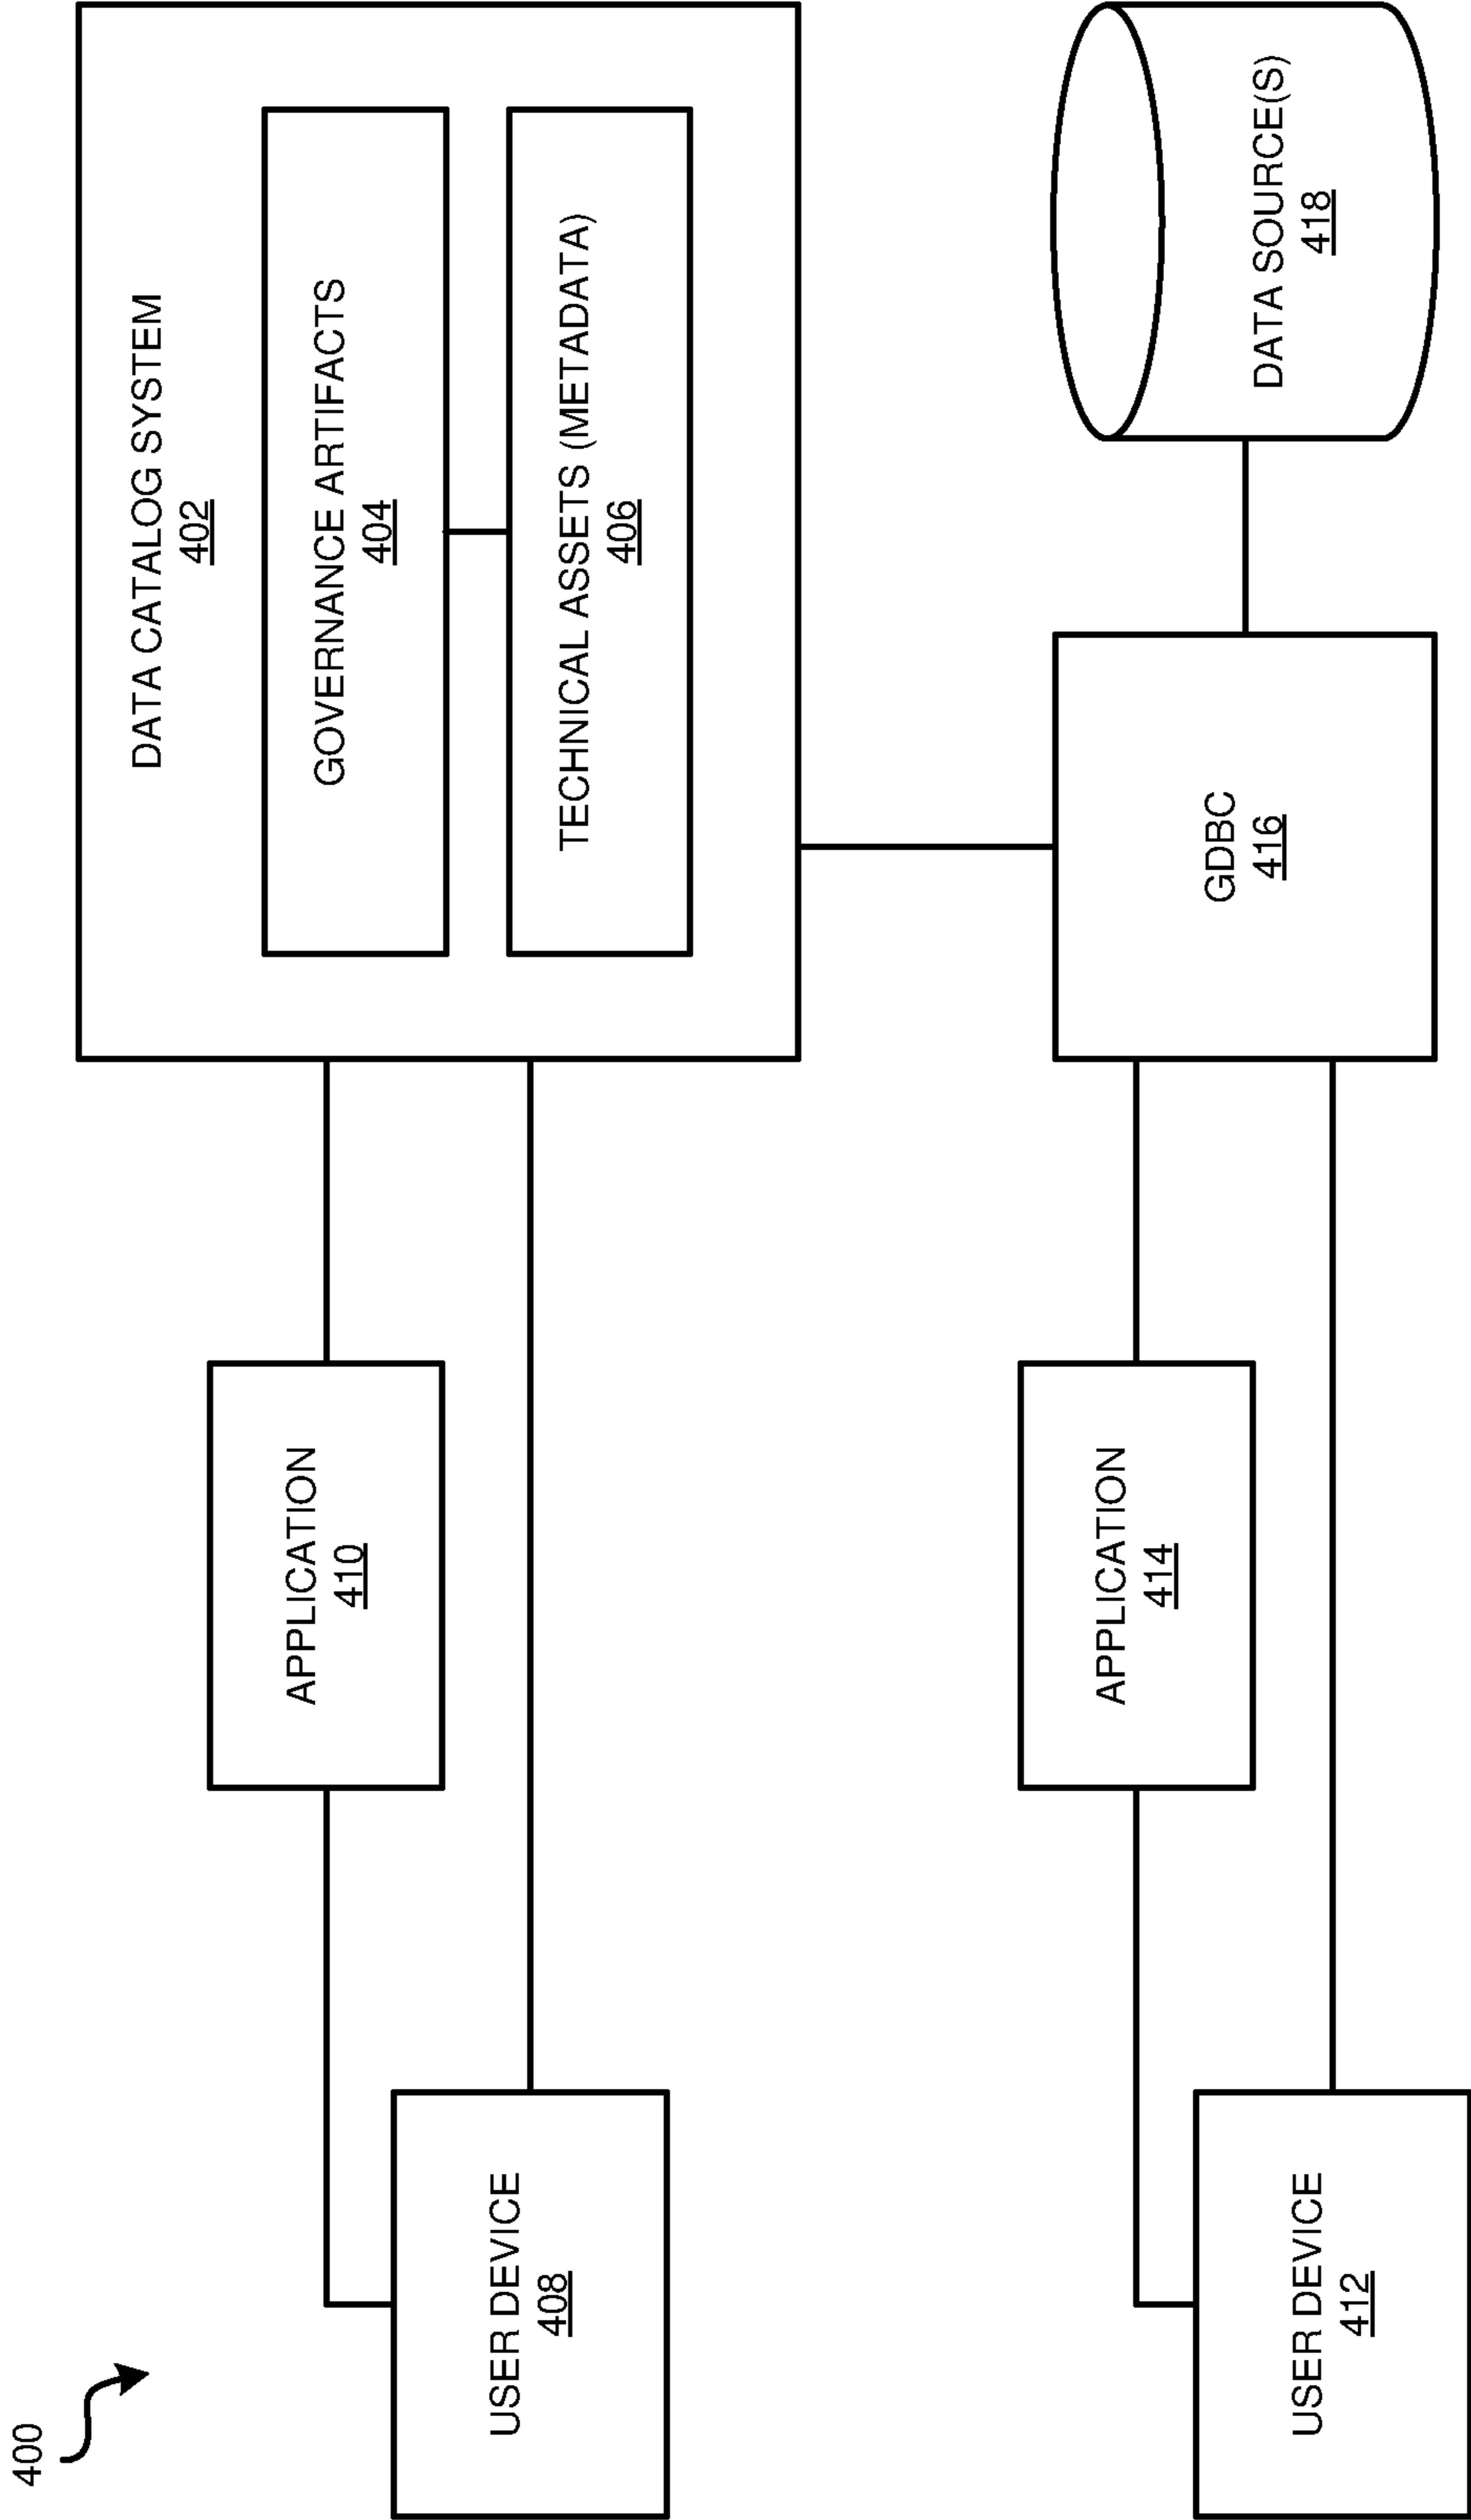 400
DATA CATALOG SYSTEM
402
GOVERNANCE ARTIFACTS
404
TECHNICAL ASSETS (METADATA)
406
APPLICATION
410
USER DEVICE
408
APPLICATION
414
USER DEVICE
412
GDBC
416
DATA SOURCE(S)
418